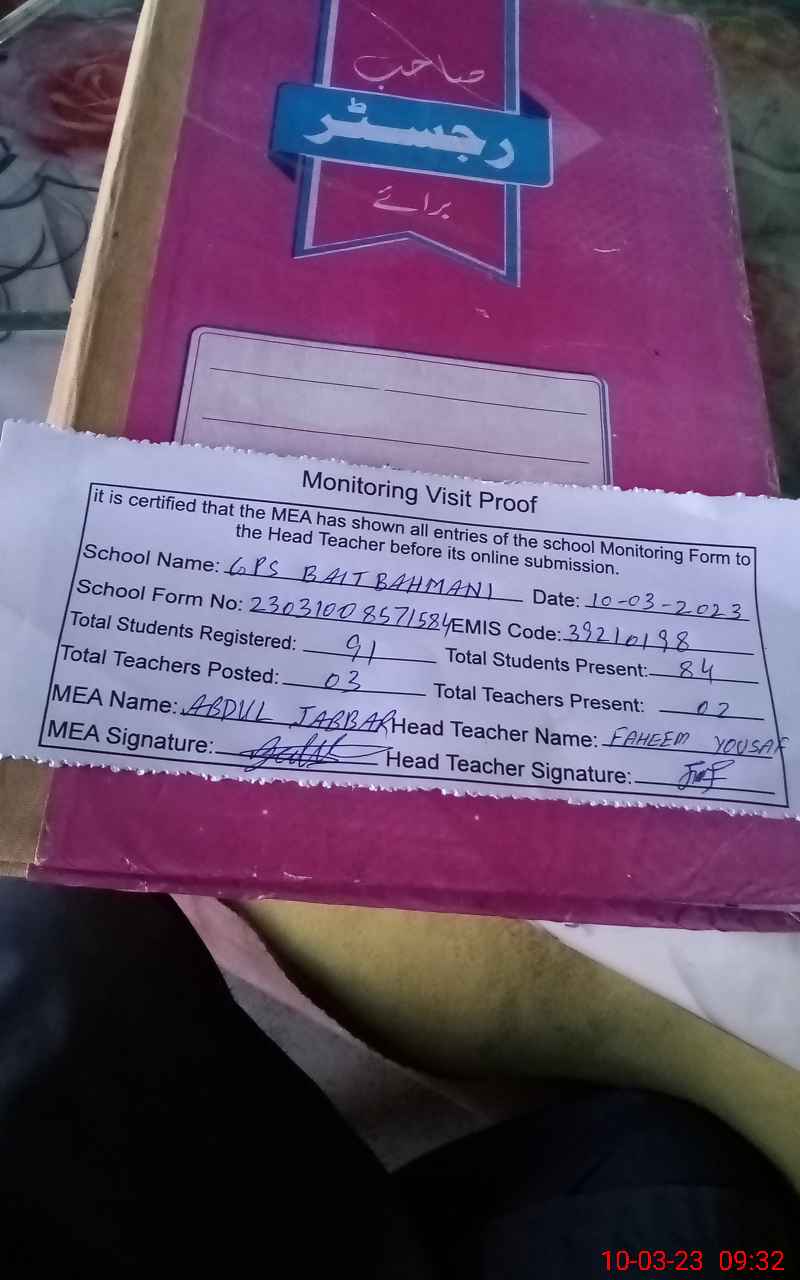 صاحب
رجسٹر
برائے
Monitoring Visit Proof
it is certified that the MEA has shown all entries of the school Monitoring Form to
the Head Teacher before its online submission.
School Name: GPS BAIT BAHMANI Date: 10-03-2023
School Form No: 23031008571584 EMIS Code: 39210198
Total Students Registered: 91 Total Students Present: 84
Total Teachers Posted: 03 Total Teachers Present: 02
MEA Name: ABDUL JABBAR Head Teacher Name: FAHEEM YOUSAF
MEA Signature: Head Teacher Signature:
10-03-23 09:32